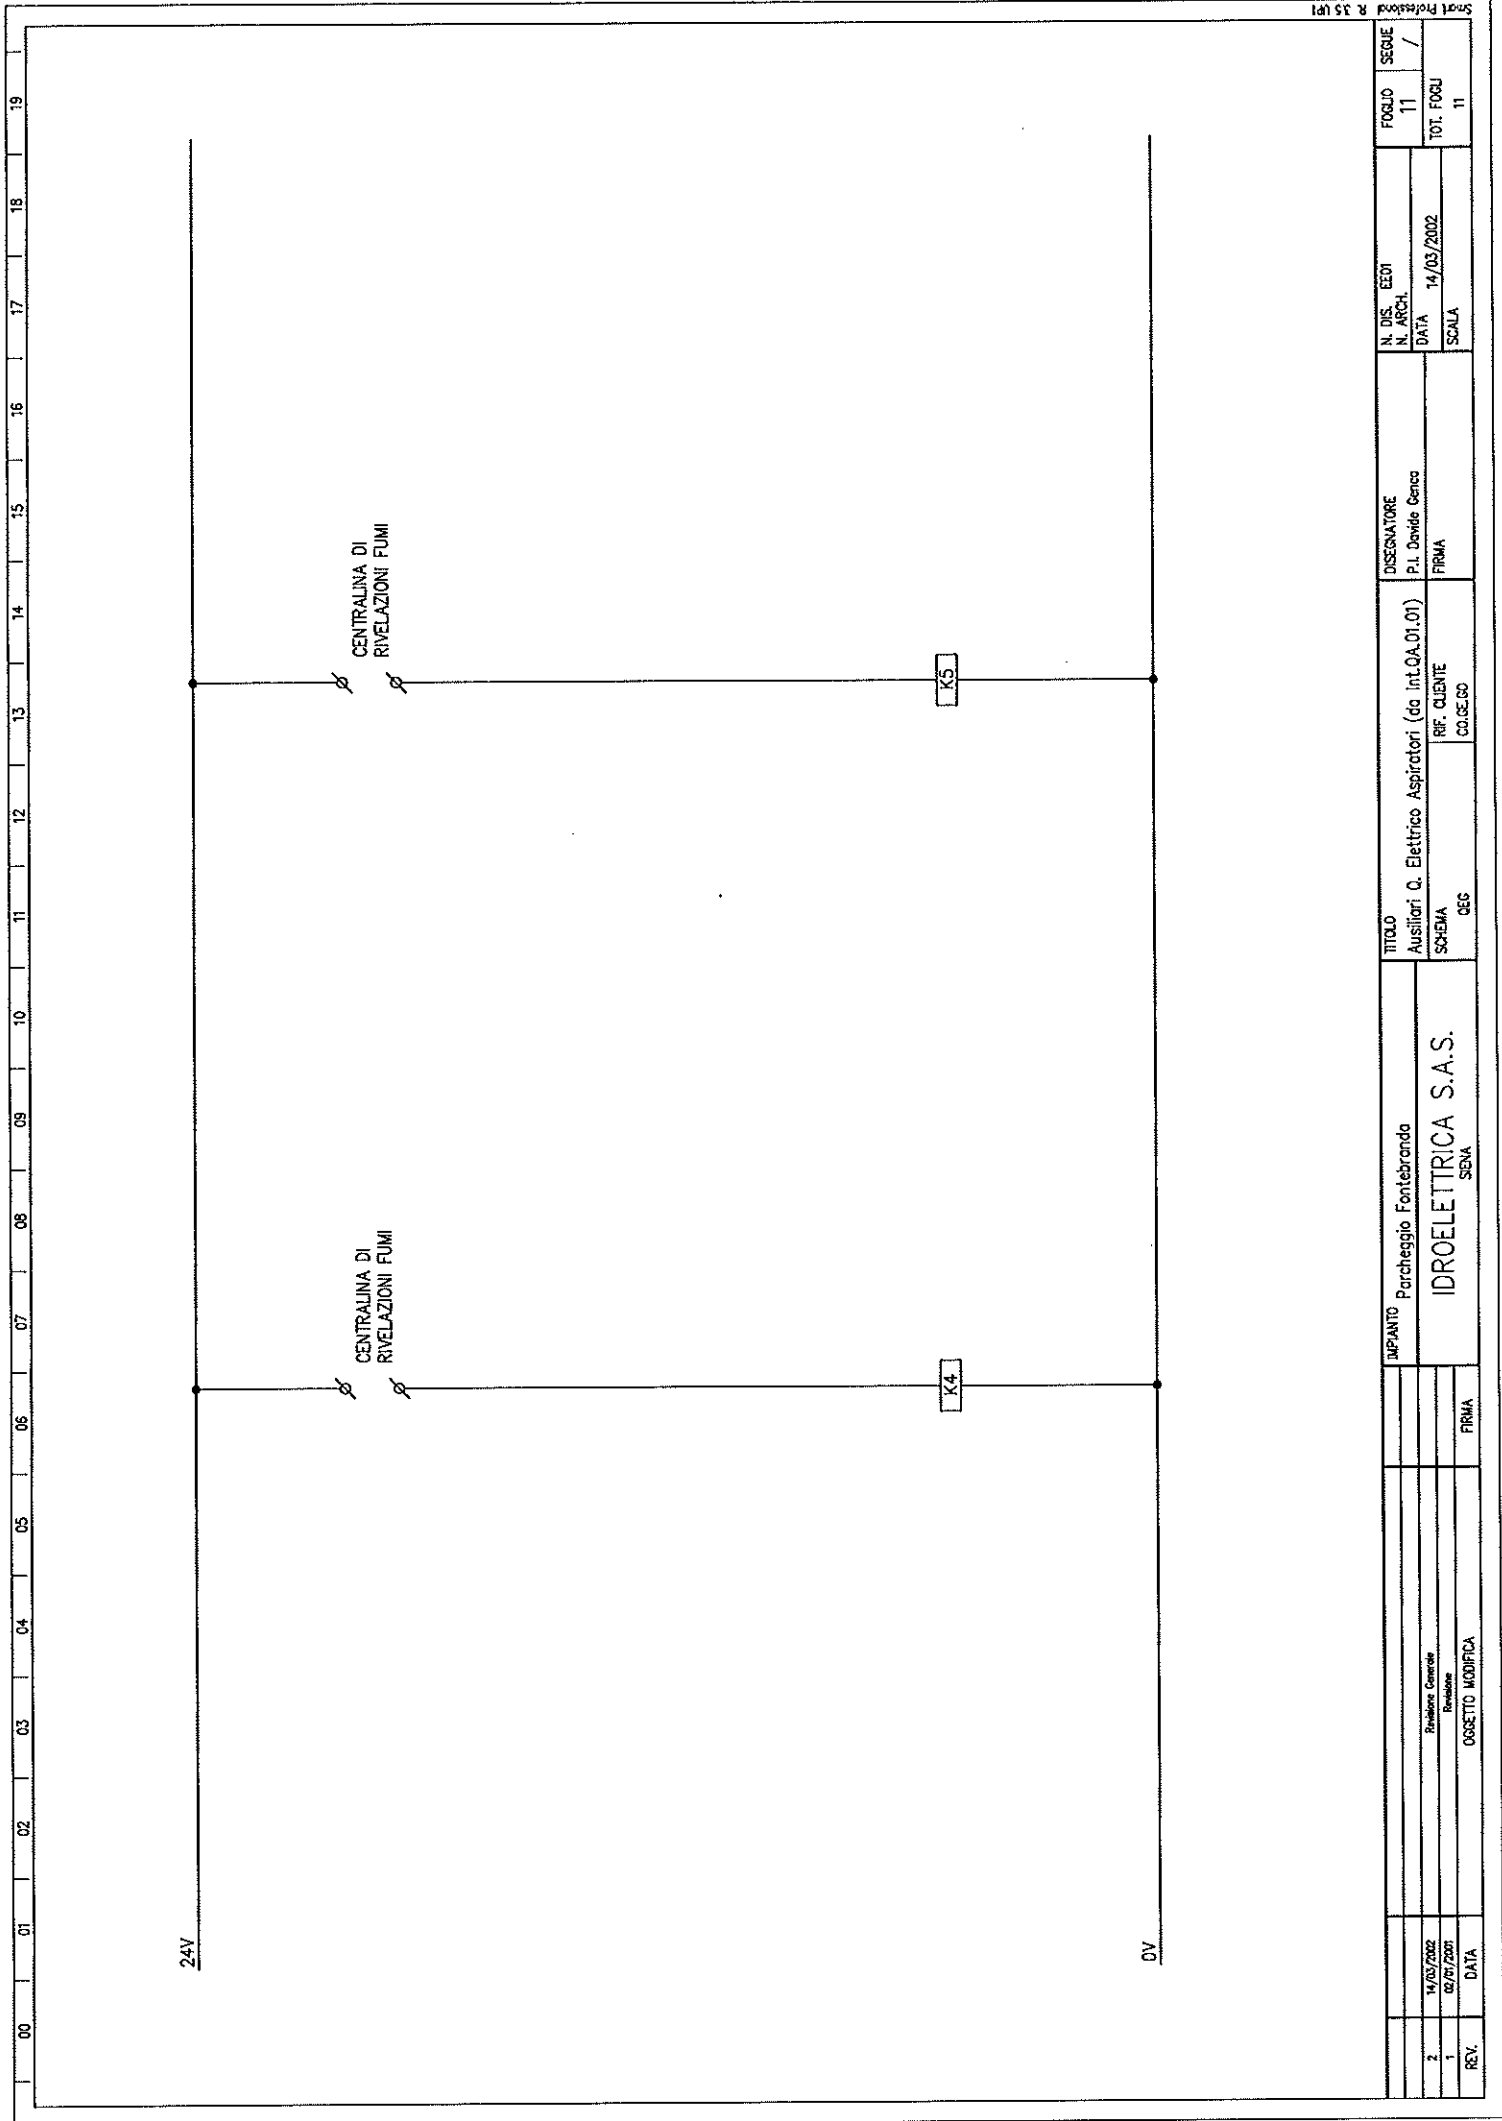 00 01 02 03 04 05 06 07 08 09 10 11 12 13 14 15 16 17 18 19
24V
CENTRALINA DI
RIVELAZIONI FUMI
CENTRALINA DI
RIVELAZIONI FUMI
K4
K5
0V
2 14/03/2002 Revisione Generale
1 02/01/2001 Revisione
REV. DATA OGGETTO MODIFICA FIRMA
IMPIANTO
Parcheggio Fontebranda
IDROELETTRICA S.A.S.
SIENA
TITOLO
Ausiliari Q. Elettrico Aspiratori (da Int.QA.01.01)
SCHEMA
QEG
RIF. CLIENTE
CO.GE.GO
DISEGNATORE
P.I. Davide Genco
FIRMA
N. DIS. EE01
N. ARCH.
DATA 14/03/2002
SCALA
FOGLIO
11
SEGUE
/
TOT. FOGLI
11
Smart Professional R 3.5 UP1